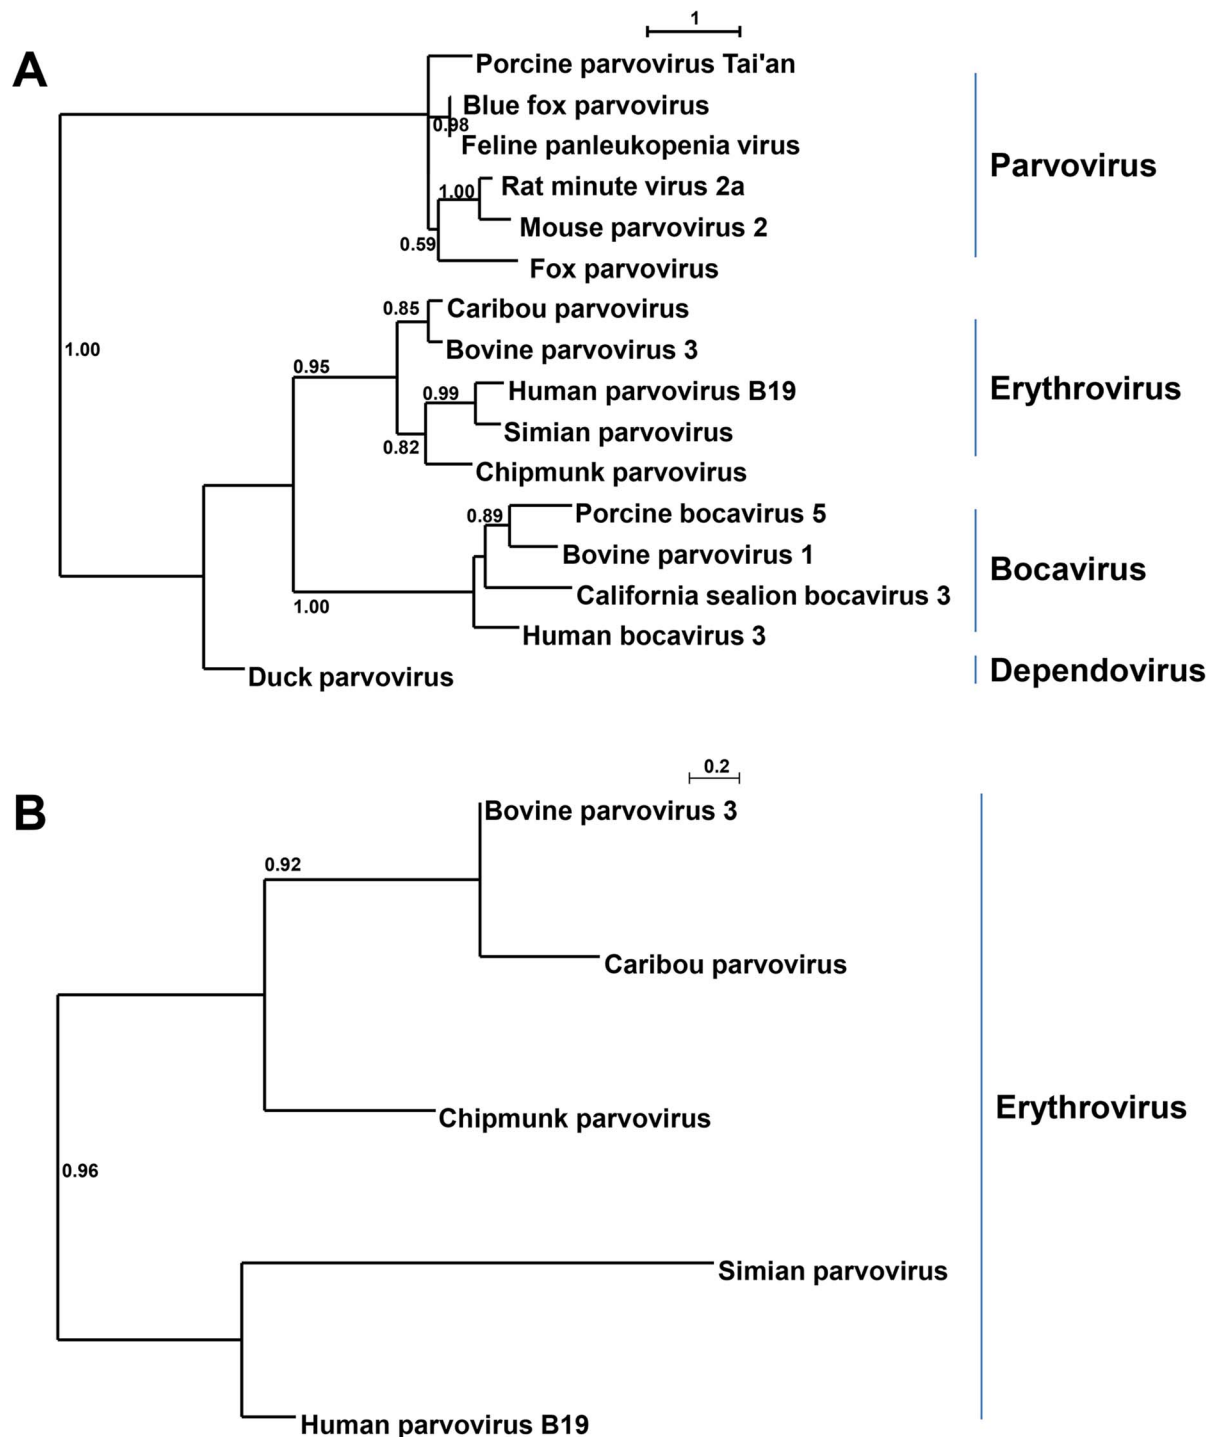 1
A
Porcine parvovirus Tai'an
Blue fox parvovirus
0.98
Feline panleukopenia virus
Parvovirus
1.00
Rat minute virus 2a
Mouse parvovirus 2
0.59
Fox parvovirus
0.85
Caribou parvovirus
1.00
Bovine parvovirus 3
0.95
0.99
Human parvovirus B19
Erythrovirus
Simian parvovirus
0.82
Chipmunk parvovirus
0.89
Porcine bocavirus 5
Bovine parvovirus 1
Bocavirus
California sealion bocavirus 3
1.00
Human bocavirus 3
Duck parvovirus
Dependovirus
0.2
B
Bovine parvovirus 3
0.92
Caribou parvovirus
Chipmunk parvovirus
Erythrovirus
0.96
Simian parvovirus
Human parvovirus B19